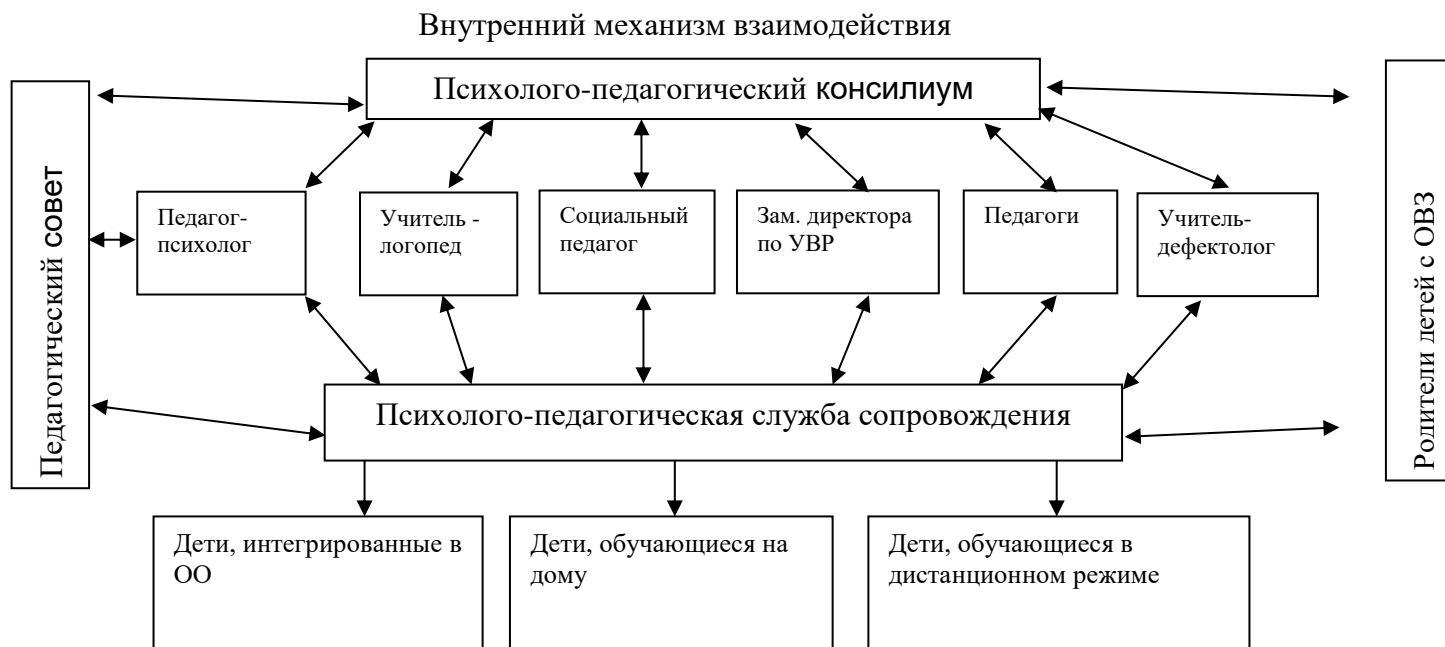 Внутренний механизм взаимодействия
Психолого-педагогический консилиум
Педагогический совет
Педагог-
психолог
Учитель -
логопед
Социальный
педагог
Зам. директора
по УВР
Педагоги
Учитель-
дефектолог
Родители детей с ОВЗ
Психолого-педагогическая служба сопровождения
Дети, интегрированные в
ОО
Дети, обучающиеся на
дому
Дети, обучающиеся в
дистанционном режиме